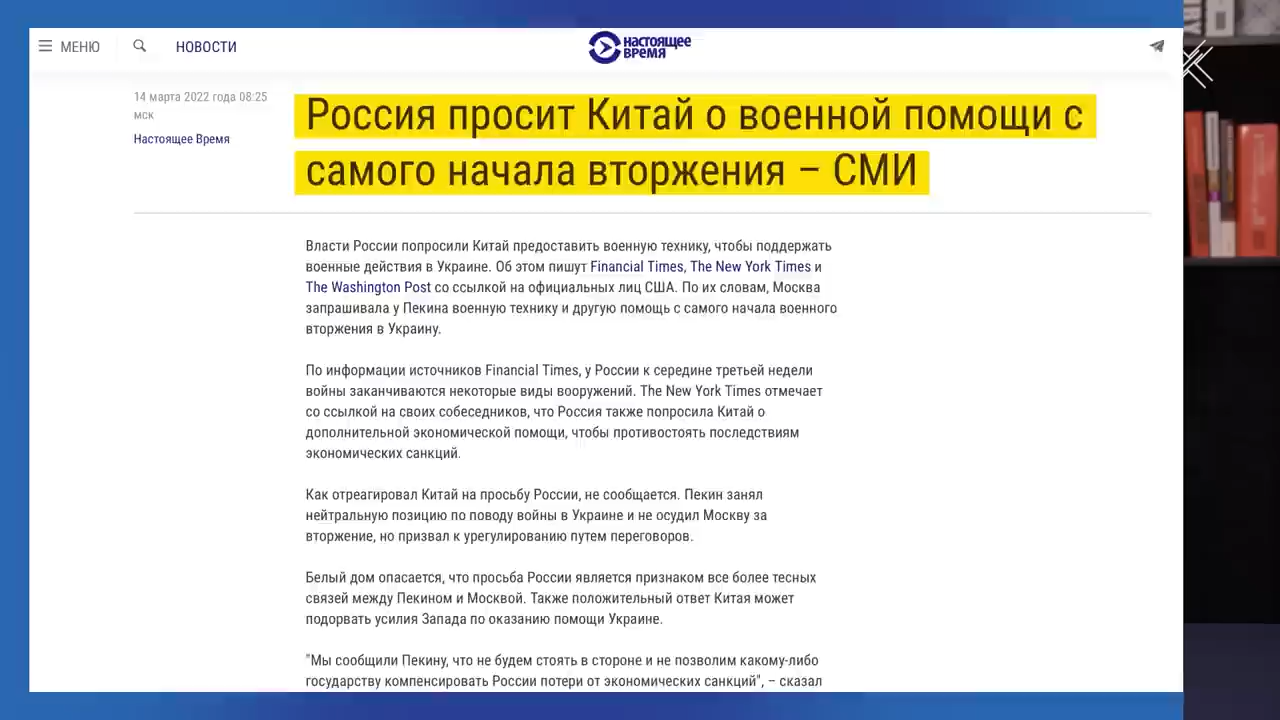 МЕНЮ
НОВОСТИ
НАСТОЯЩЕЕ
ВРЕМЯ
14 марта 2022 года 08:25
мск
Настоящее Время
Россия просит Китай о военной помощи с
самого начала вторжения – СМИ
Власти России попросили Китай предоставить военную технику, чтобы поддержать
военные действия в Украине. Об этом пишут Financial Times, The New York Times и
The Washington Post со ссылкой на официальных лиц США. По их словам, Москва
запрашивала у Пекина военную технику и другую помощь с самого начала военного
вторжения в Украину.
По информации источников Financial Times, у России к середине третьей недели
войны заканчиваются некоторые виды вооружений. The New York Times отмечает
со ссылкой на своих собеседников, что Россия также попросила Китай о
дополнительной экономической помощи, чтобы противостоять последствиям
экономических санкций.
Как отреагировал Китай на просьбу России, не сообщается. Пекин занял
нейтральную позицию по поводу войны в Украине и не осудил Москву за
вторжение, но призвал к урегулированию путем переговоров.
Белый дом опасается, что просьба России является признаком все более тесных
связей между Пекином и Москвой. Также положительный ответ Китая может
подорвать усилия Запада по оказанию помощи Украине.
"Мы сообщили Пекину, что не будем стоять в стороне и не позволим какому-либо
государству компенсировать России потери от экономических санкций", – сказал